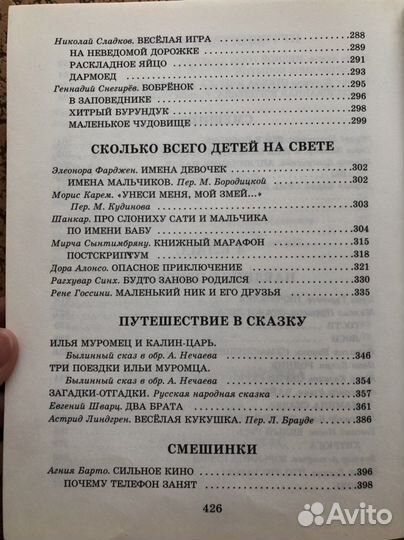 Николай Сладков. ВЕСЁЛАЯ ИГРА 288
НА НЕВЕДОМОЙ ДОРОЖКЕ 289
РАСКЛАДНОЕ ЯЙЦО 291
ДАРМОЕД 293
Геннадий Снегирёв. БОБРЁНОК 295
В ЗАПОВЕДНИКЕ 296
ХИТРЫЙ БУРУНДУК 298
МАЛЕНЬКОЕ ЧУДОВИЩЕ 299
СКОЛЬКО ВСЕГО ДЕТЕЙ НА СВЕТЕ
Элеонора Фарджен. ИМЕНА ДЕВОЧЕК 302
ИМЕНА МАЛЬЧИКОВ. Пер. М. Бородицкой 302
Морис Карем. «УНЕСИ МЕНЯ, МОЙ ЗМЕЙ...»
Пер. М. Кудинова 303
Шанкар. ПРО СЛОНИХУ САТИ И МАЛЬЧИКА
ПО ИМЕНИ БАБУ 304
Мирча Сынтимбряну. КНИЖНЫЙ МАРАФОН 315
ПОСТСКРИПТУМ 318
Дора Алонсо. ОПАСНОЕ ПРИКЛЮЧЕНИЕ 321
Рагхувар Синх. БУДТО ЗАНОВО РОДИЛСЯ 330
Рене Госсини. МАЛЕНЬКИЙ НИК И ЕГО ДРУЗЬЯ 335
ПУТЕШЕСТВИЕ В СКАЗКУ
ИЛЬЯ МУРОМЕЦ И КАЛИН-ЦАРЬ.
Былинный сказ в обр. А. Нечаева 346
ТРИ ПОЕЗДКИ ИЛЬИ МУРОМЦА.
Былинный сказ в обр. А. Нечаева 354
ЗАГАДКИ-ОТГАДКИ. Русская народная сказка 357
Евгений Шварц. ДВА БРАТА 361
Астрид Линдгрен. ВЕСЁЛАЯ КУКУШКА. Пер. Л. Брауде 386
СМЕШИНКИ
Агния Барто. СИЛЬНОЕ КИНО 396
ПОЧЕМУ ТЕЛЕФОН ЗАНЯТ 398
426
Avito